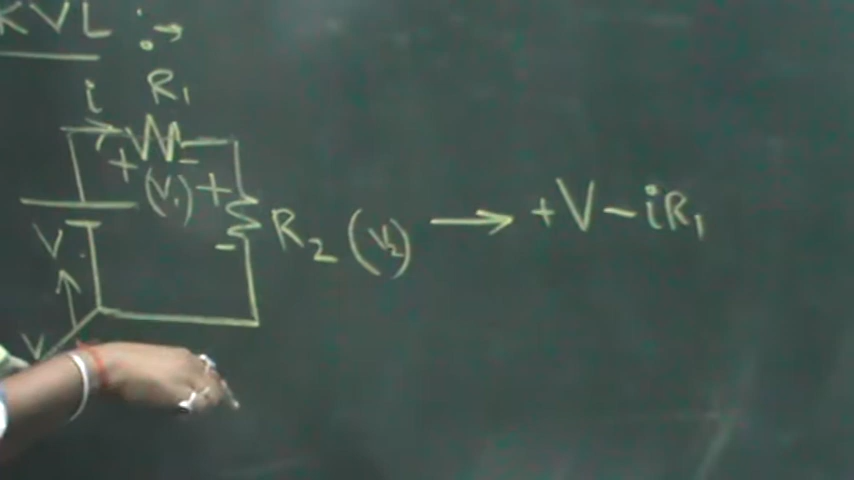 KVL :→
i R₁
+ -
(V₁) +
V - R₂ (V₂) → +V - iR₁
V